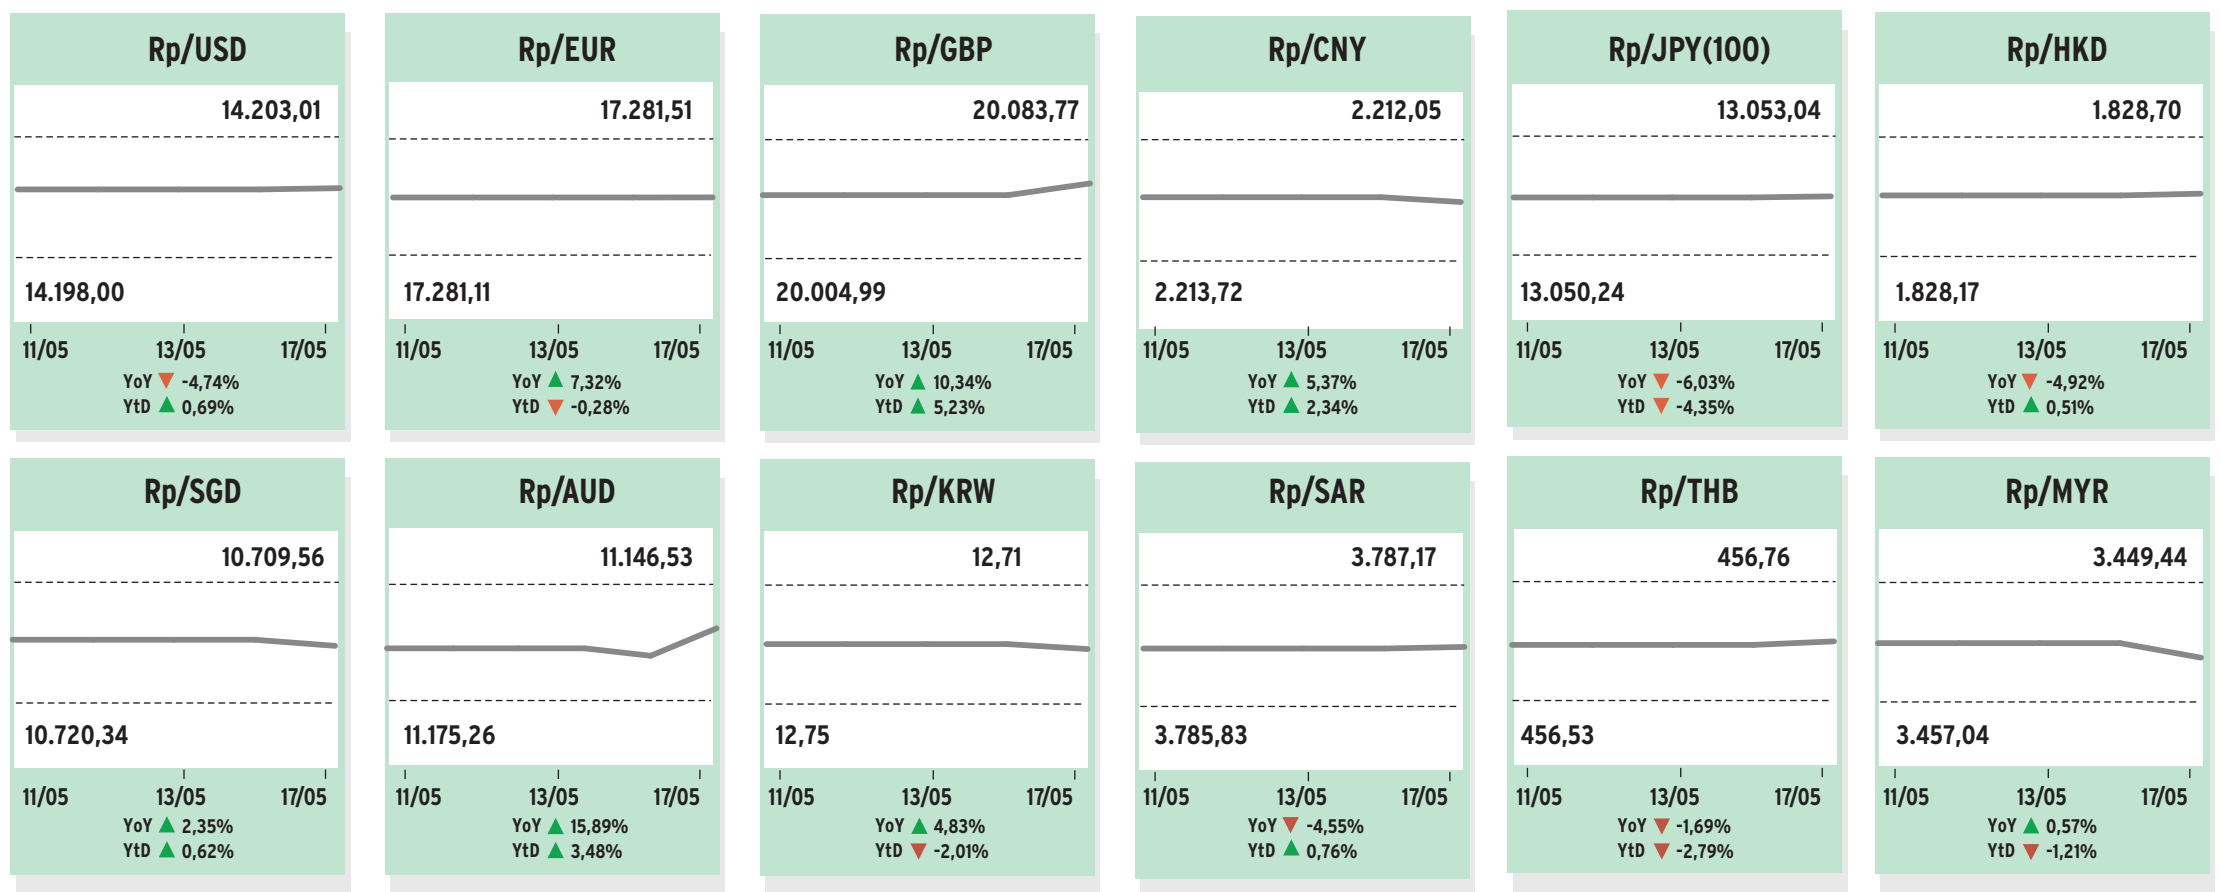 Rp/USD
14.203,01
14.198,00
11/05 13/05 17/05
YoY ▼ -4,74%
YtD ▲ 0,69%
Rp/EUR
17.281,51
17.281,11
11/05 13/05 17/05
YoY ▲ 7,32%
YtD ▼ -0,28%
Rp/GBP
20.083,77
20.004,99
11/05 13/05 17/05
YoY ▲ 10,34%
YtD ▲ 5,23%
Rp/CNY
2.212,05
2.213,72
11/05 13/05 17/05
YoY ▲ 5,37%
YtD ▲ 2,34%
Rp/JPY(100)
13.053,04
13.050,24
11/05 13/05 17/05
YoY ▼ -6,03%
YtD ▼ -4,35%
Rp/HKD
1.828,70
1.828,17
11/05 13/05 17/05
YoY ▼ -4,92%
YtD ▲ 0,51%
Rp/SGD
10.709,56
10.720,34
11/05 13/05 17/05
YoY ▲ 2,35%
YtD ▲ 0,62%
Rp/AUD
11.146,53
11.175,26
11/05 13/05 17/05
YoY ▲ 15,89%
YtD ▲ 3,48%
Rp/KRW
12,71
12,75
11/05 13/05 17/05
YoY ▲ 4,83%
YtD ▼ -2,01%
Rp/SAR
3.787,17
3.785,83
11/05 13/05 17/05
YoY ▼ -4,55%
YtD ▲ 0,76%
Rp/THB
456,76
456,53
11/05 13/05 17/05
YoY ▼ -1,69%
YtD ▼ -2,79%
Rp/MYR
3.449,44
3.457,04
11/05 13/05 17/05
YoY ▲ 0,57%
YtD ▼ -1,21%